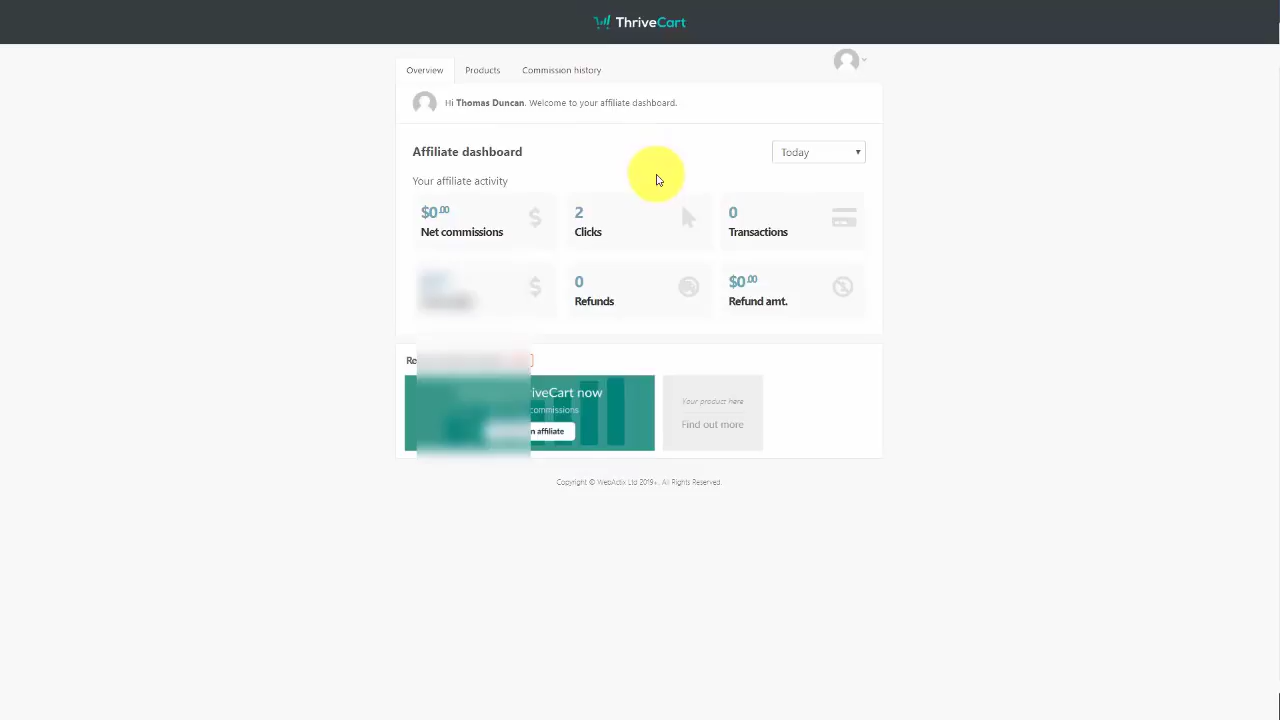 ThriveCart
Overview Products Commission history
Hi Thomas Duncan. Welcome to your affiliate dashboard.
Affiliate dashboard
Today
Your affiliate activity
$0.00
Net commissions
2
Clicks
0
Transactions
0
Refunds
$0.00
Refund amt.
now
commissions
affiliate
Your product here
Find out more
Copyright © WebActix Ltd 2019+. All Rights Reserved.